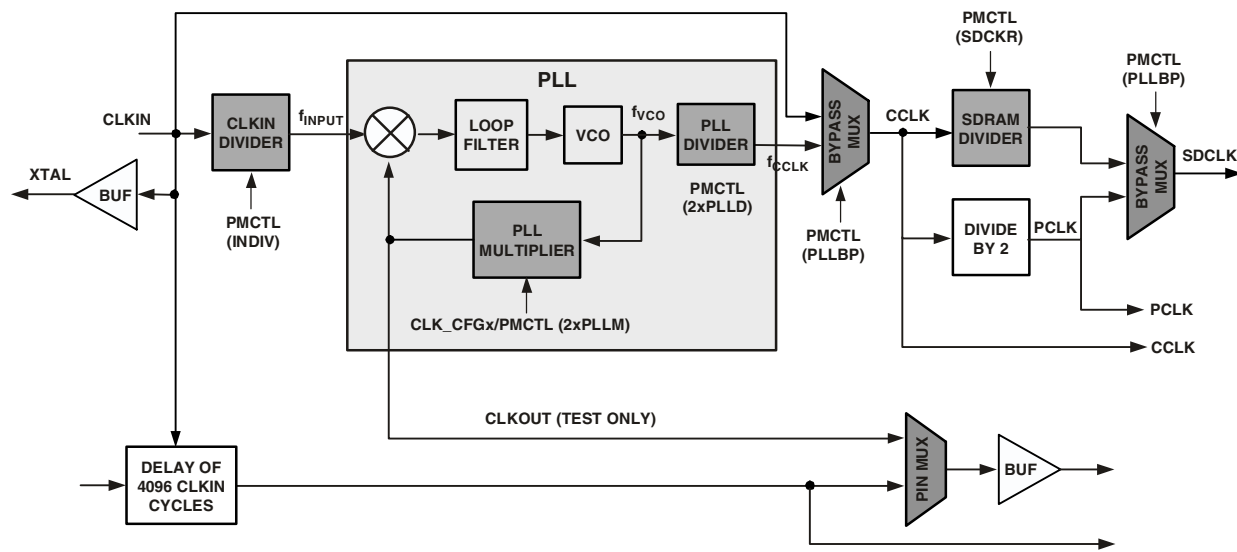 PMCTL
(SDCKR)
PMCTL
(PLLBP)
PLL
CLKIN
CLKIN
DIVIDER
fINPUT
LOOP
FILTER
VCO
fVCO
PLL
DIVIDER
fCCLK
BYPASS
MUX
CCLK
SDRAM
DIVIDER
BYPASS
MUX
SDCLK
XTAL
BUF
PMCTL
(INDIV)
PMCTL
(2xPLLD)
PLL
MULTIPLIER
PMCTL
(PLLBP)
DIVIDE
BY 2
PCLK
CLK_CFGx/PMCTL (2xPLLM)
PCLK
CCLK
CLKOUT (TEST ONLY)
DELAY OF
4096 CLKIN
CYCLES
PIN MUX
BUF